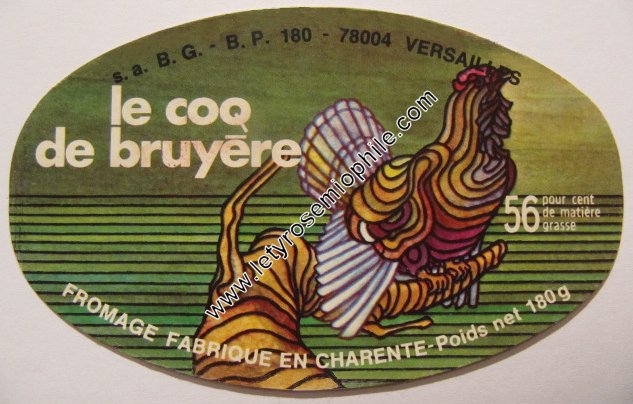 s.a. B.G. - B.P. 180 - 78004 VERSAILLES
le coq
de bruyère
56 pour cent
de matière
grasse
FROMAGE FABRIQUE EN CHARENTE-Poids net 180g
www.letyrosemiophile.com